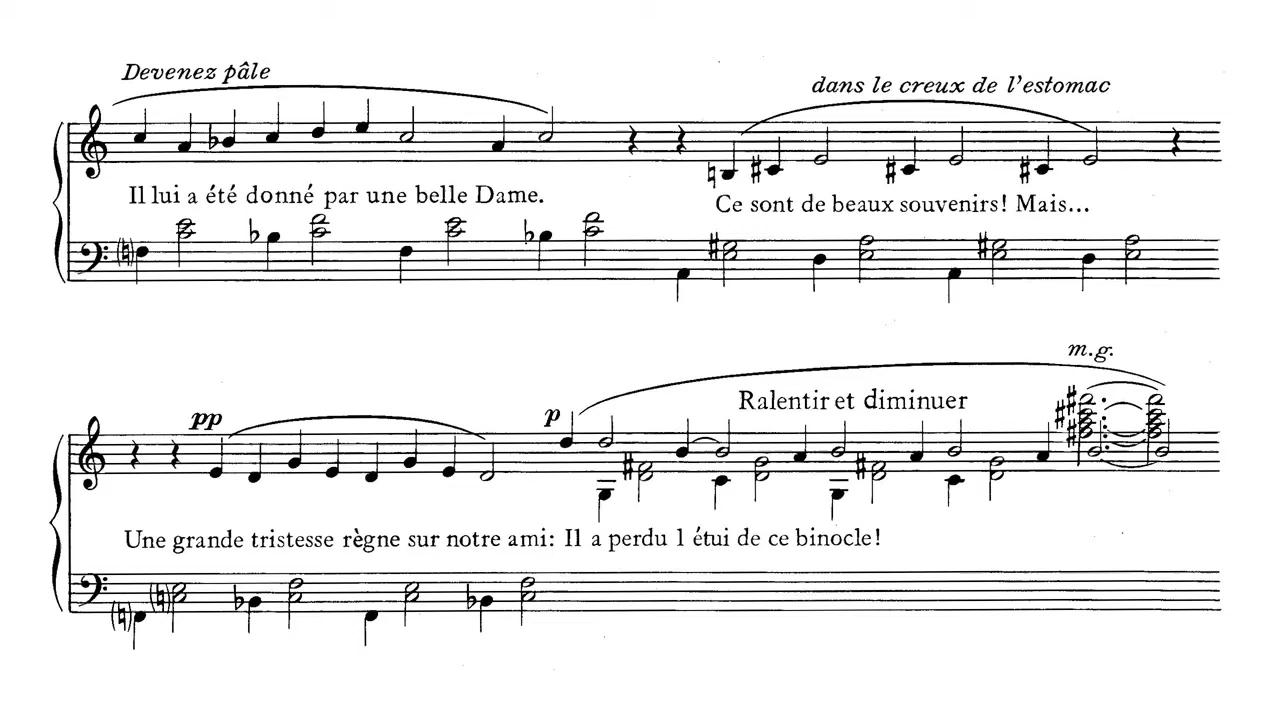 Devenez pâle
dans le creux de l'estomac
Il lui a été donné par une belle Dame.
Ce sont de beaux souvenirs! Mais...
m.g.
pp
p
Ralentir et diminuer
Une grande tristesse règne sur notre ami: Il a perdu l étui de ce binocle!